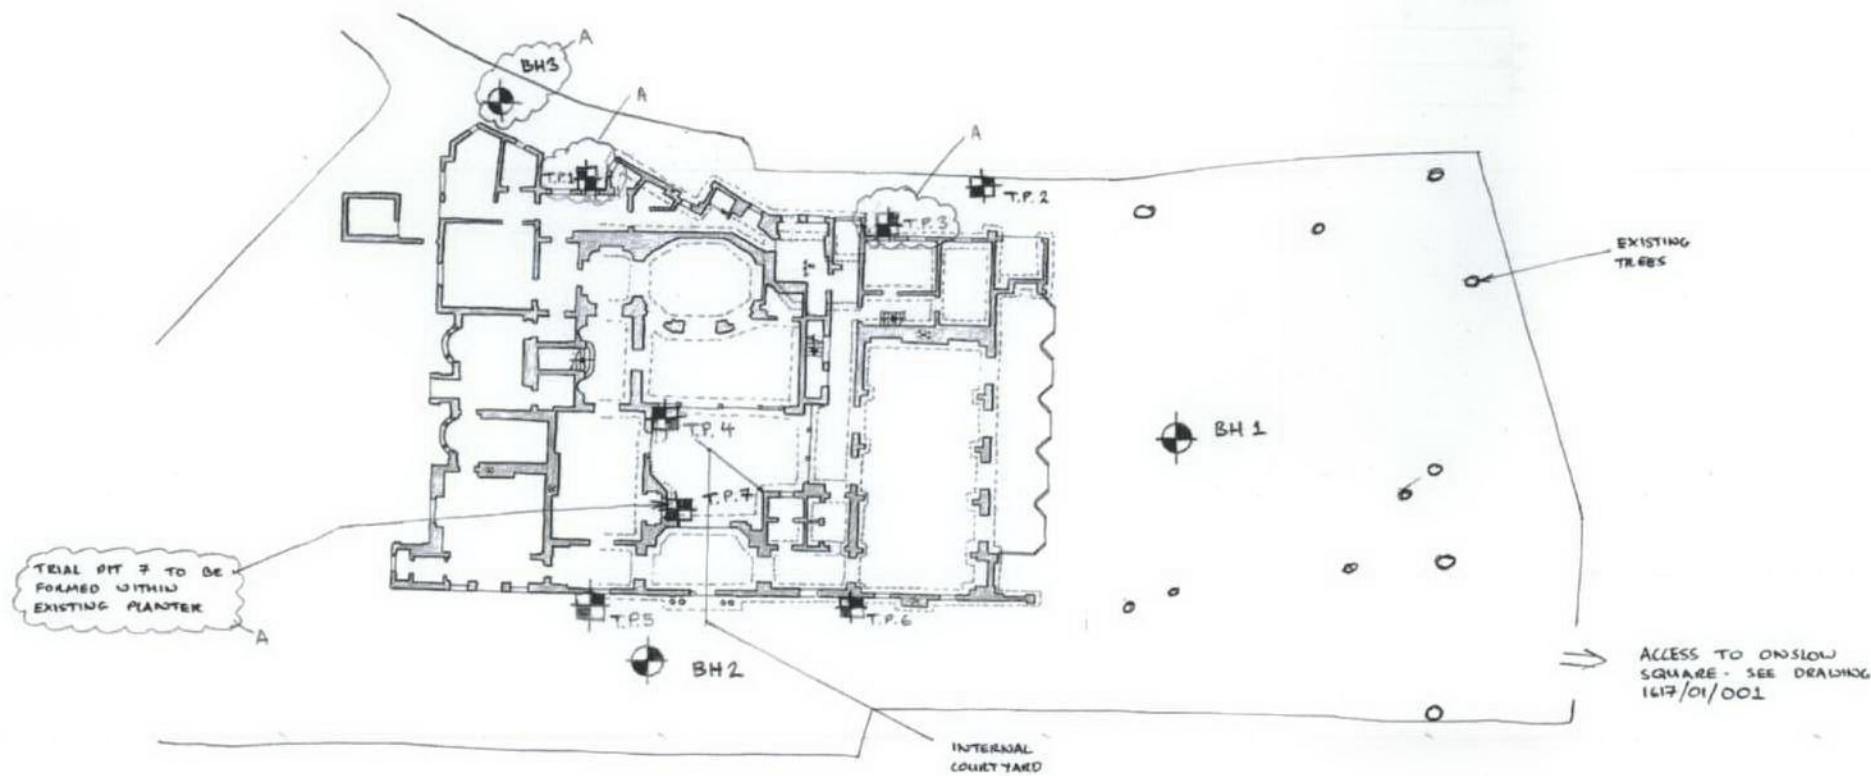 A
BH3
A
A
T.P.1
T.P.2
T.P.3
EXISTING
TREES
BH 1
T.P. 4
T.P.7
TRIAL PIT 7 TO BE
FORMED WITHIN
EXISTING PLANTER
A
T.P.5
T.P.6
BH2
ACCESS TO ONSLOW
SQUARE - SEE DRAWING
1617/01/001
INTERNAL
COURTYARD